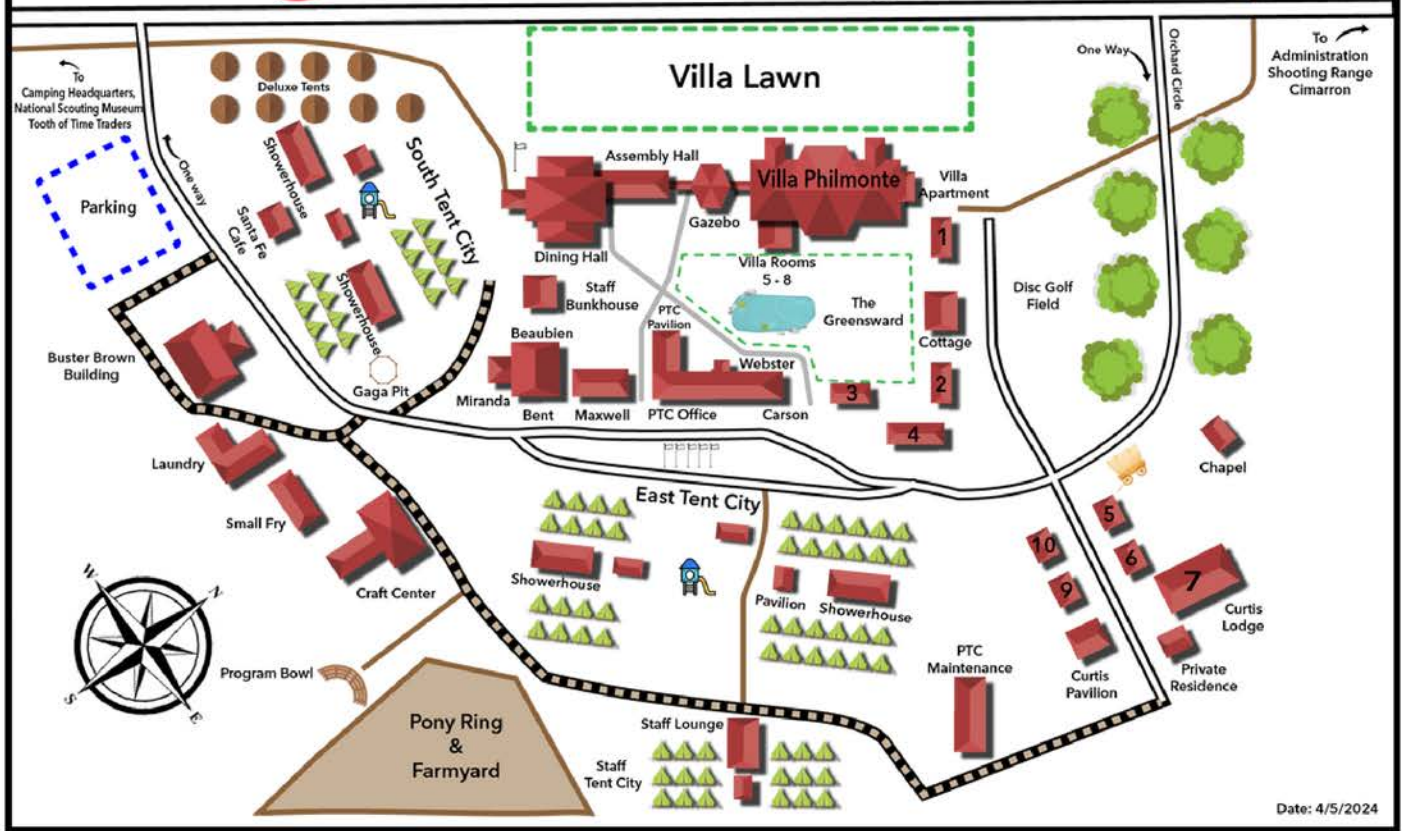 Villa Lawn
To
Camping Headquarters,
National Scouting Museum
Tooth of Time Traders
One way
Parking
Deluxe Tents
Showerhouse
Santa Fe
Cafe
South Tent City
Showerhouse
Gaga Pit
Assembly Hall
Gazebo
Villa Philmonte
Villa
Apartment
Dining Hall
Staff
Bunkhouse
Villa Rooms
5 - 8
The
Greensward
PTC
Pavilion
Beaubien
Miranda
Bent
Maxwell
Webster
PTC Office
Carson
1
Cottage
2
3
4
One Way
Orchard Circle
To
Administration
Shooting Range
Cimarron
Disc Golf
Field
Chapel
Buster Brown
Building
Laundry
Small Fry
Craft Center
East Tent City
Showerhouse
Pavilion
Showerhouse
5
6
7
10
9
Curtis
Lodge
Curtis
Pavilion
Private
Residence
PTC
Maintenance
W
N
S
E
Program Bowl
Pony Ring
&
Farmyard
Staff Lounge
Staff
Tent City
Date: 4/5/2024